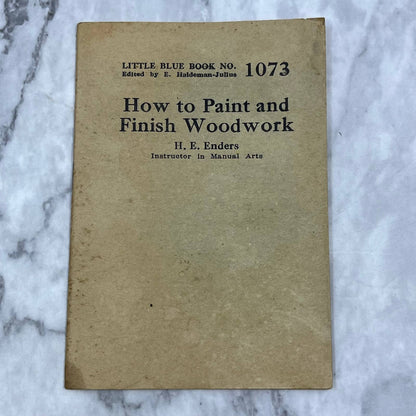 LITTLE BLUE BOOK NO. 1073
Edited by E. Haldeman-Julius
How to Paint and
Finish Woodwork
H. E. Enders
Instructor in Manual Arts